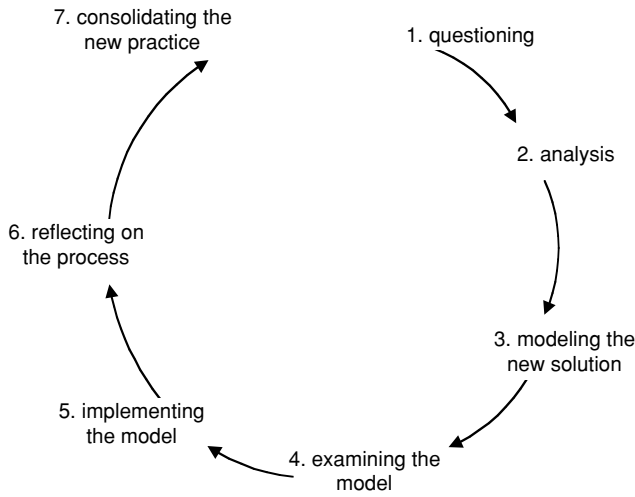 1. questioning
2. analysis
3. modeling the
new solution
4. examining the
model
5. implementing
the model
6. reflecting on
the process
7. consolidating the
new practice